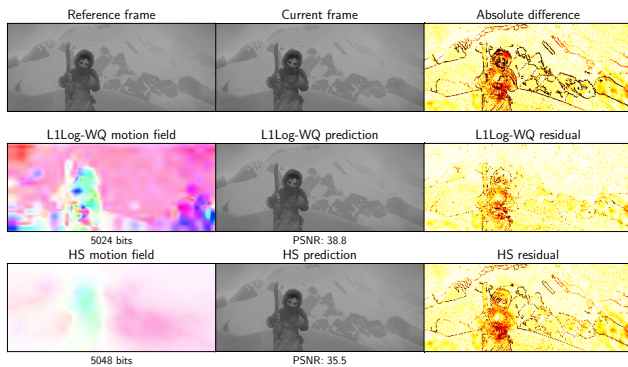 Reference frame
Current frame
Absolute difference
L1Log-WQ motion field
L1Log-WQ prediction
L1Log-WQ residual
5024 bits
PSNR: 38.8
HS motion field
HS prediction
HS residual
5048 bits
PSNR: 35.5